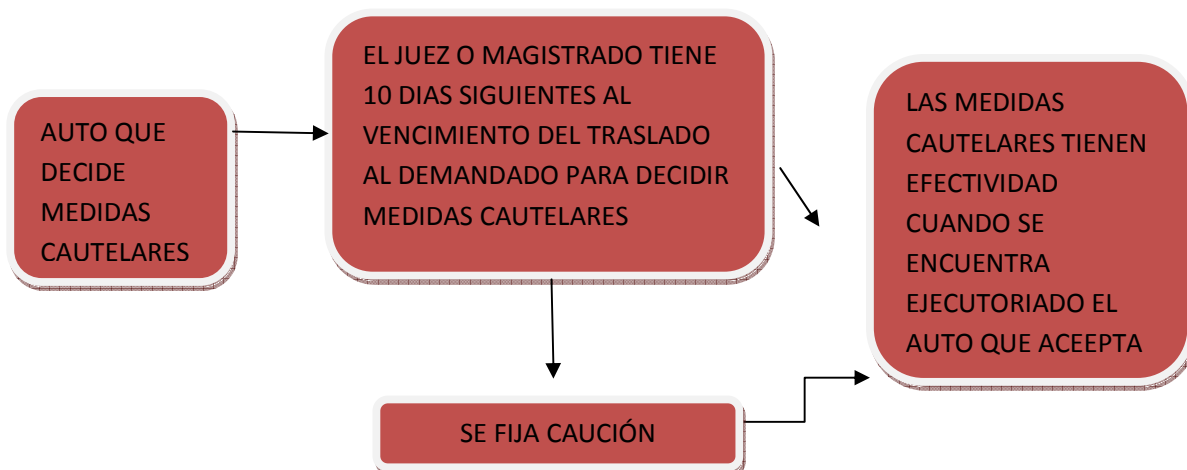 AUTO QUE
DECIDE
MEDIDAS
CAUTELARES
EL JUEZ O MAGISTRADO TIENE
10 DIAS SIGUIENTES AL
VENCIMIENTO DEL TRASLADO
AL DEMANDADO PARA DECIDIR
MEDIDAS CAUTELARES
SE FIJA CAUCIÓN
LAS MEDIDAS
CAUTELARES TIENEN
EFECTIVIDAD
CUANDO SE
ENCUENTRA
EJECUTORIADO EL
AUTO QUE ACEEPTA